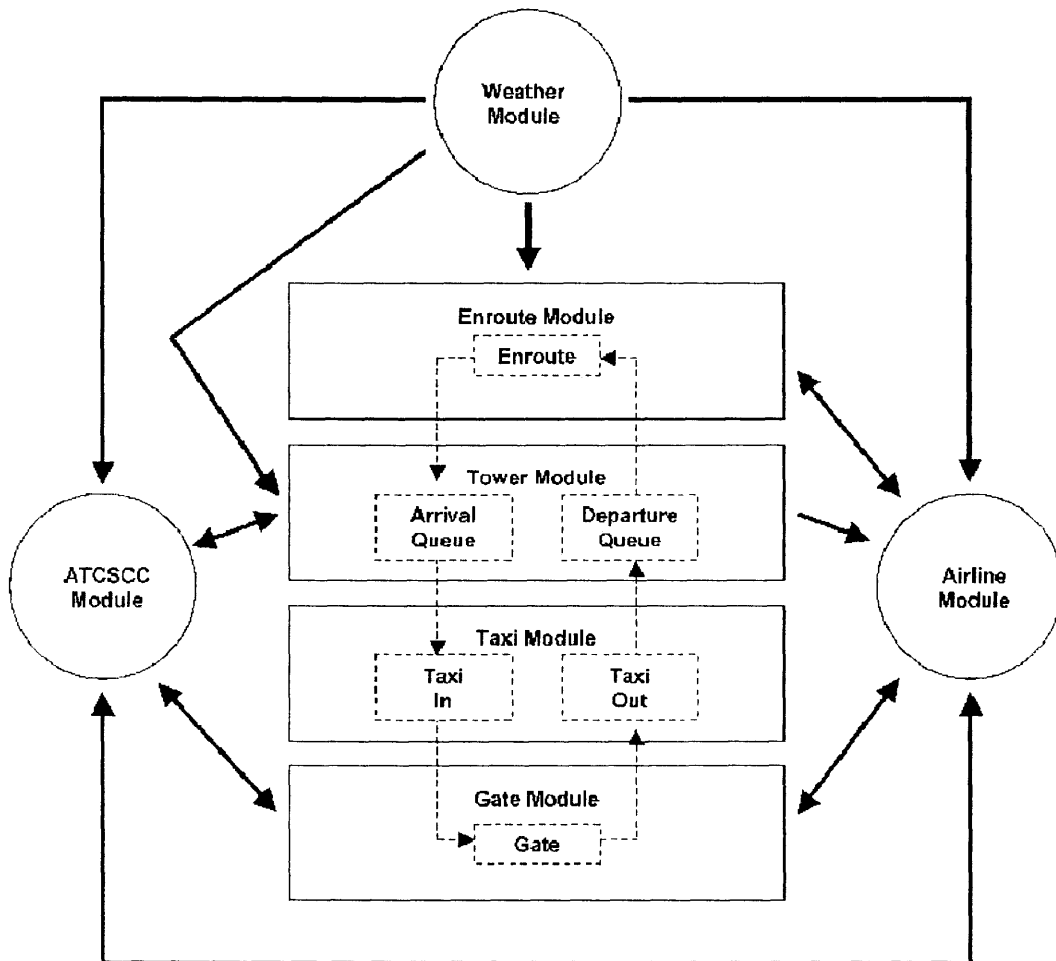 Weather
Module
Enroute Module
Enroute
Tower Module
Arrival
Queue
Departure
Queue
ATCSCC
Module
Airline
Module
Taxi Module
Taxi
In
Taxi
Out
Gate Module
Gate